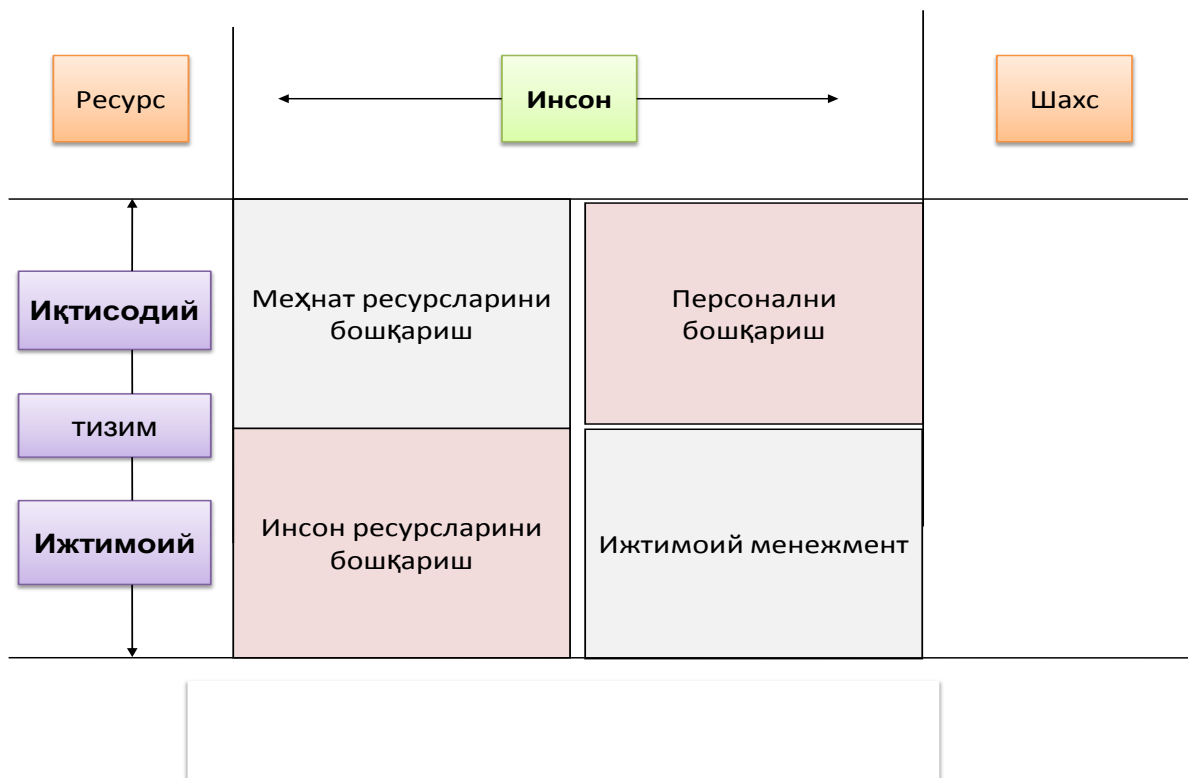 Ресурс
Инсон
Шахс
Иқтисодий
Меҳнат ресурсларини
бошқариш
Персонални
бошқариш
тизим
Ижтимоий
Инсон ресурсларини
бошқариш
Ижтимоий менежмент